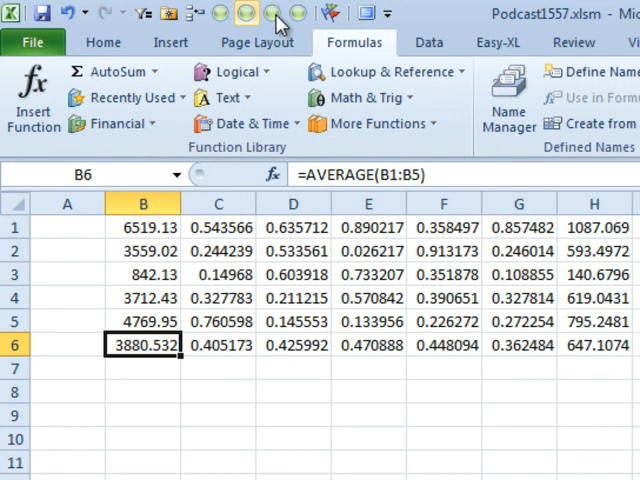 Podcast1557.xlsm - Mic
File Home Insert Page Layout Formulas Data Easy-XL Review View
Σ AutoSum Logical Lookup & Reference Define Name
Recently Used Text Math & Trig Use in Formu
Insert Function Financial Date & Time More Functions Name Manager Create from
Function Library Defined Names
B6 fx =AVERAGE(B1:B5)
A B C D E F G H
1 6519.13 0.543566 0.635712 0.890217 0.358497 0.857482 1087.069
2 3559.02 0.244239 0.533561 0.026217 0.913173 0.246014 593.4972
3 842.13 0.14968 0.603918 0.733207 0.351878 0.108855 140.6796
4 3712.43 0.327783 0.211215 0.570842 0.390651 0.327814 619.0431
5 4769.95 0.760598 0.145553 0.133956 0.226272 0.272254 795.2481
6 3880.532 0.405173 0.425992 0.470888 0.448094 0.362484 647.1074
7
8
9
10
11